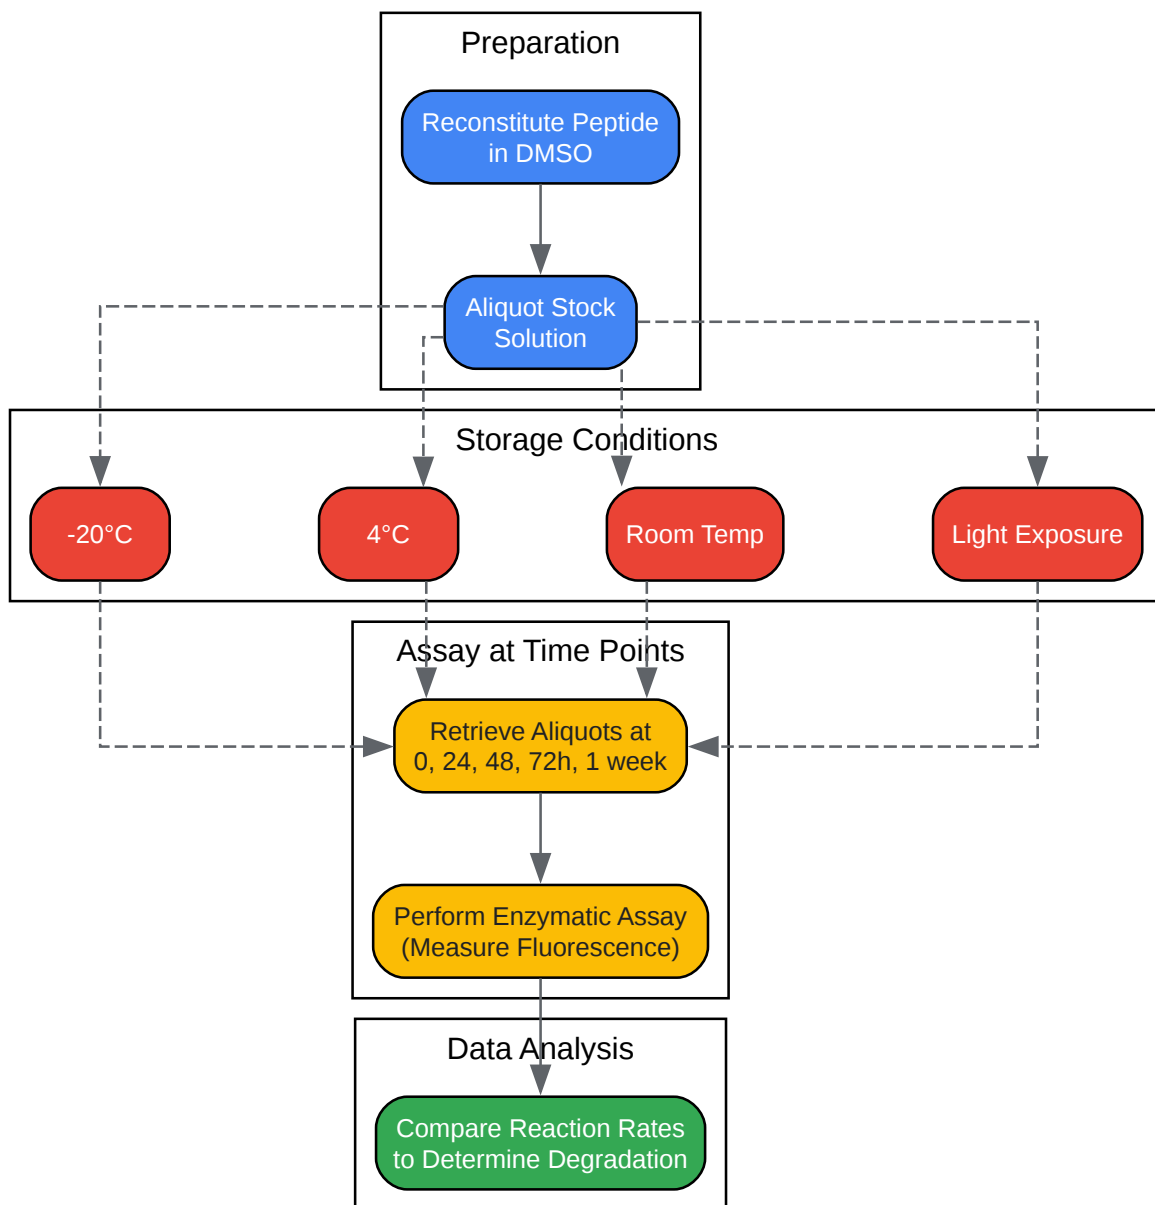 Preparation
Reconstitute Peptide
in DMSO
Aliquot Stock
Solution
Storage Conditions
-20°C
4°C
Room Temp
Light Exposure
Assay at Time Points
Retrieve Aliquots at
0, 24, 48, 72h, 1 week
Perform Enzymatic Assay
(Measure Fluorescence)
Data Analysis
Compare Reaction Rates
to Determine Degradation